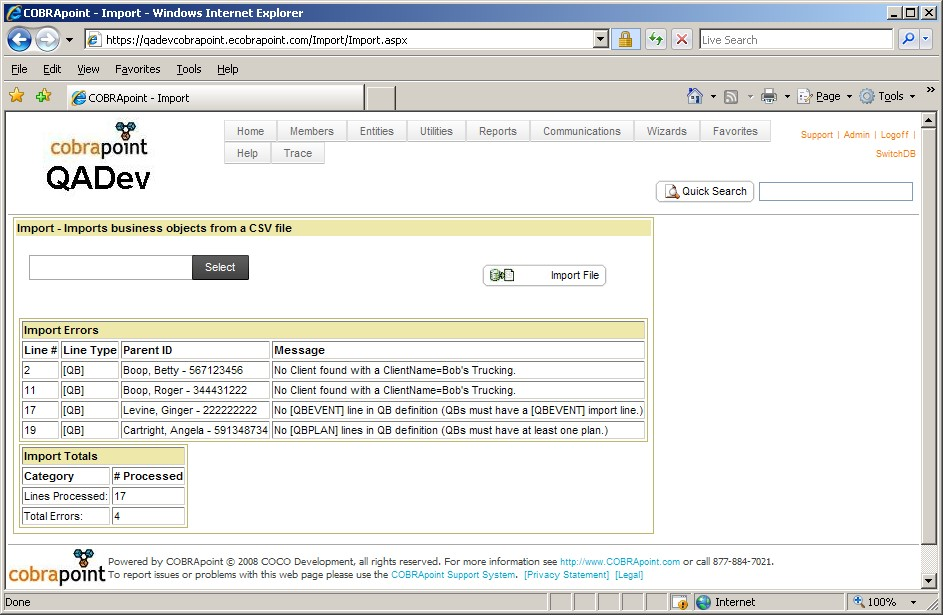 COBRApoint - Import - Windows Internet Explorer
https://qadevcobrapoint.ecobrapoint.com/Import/Import.aspx
Live Search
File Edit View Favorites Tools Help
COBRApoint - Import
Page Tools »
cobrapoint
QADev
Home Members Entities Utilities Reports Communications Wizards Favorites
Help Trace
Support | Admin | Logoff |
SwitchDB
Quick Search
Import - Imports business objects from a CSV file
Select
Import File
Import Errors
Line # Line Type Parent ID Message
2 [QB] Boop, Betty - 567123456 No Client found with a ClientName=Bob's Trucking.
11 [QB] Boop, Roger - 344431222 No Client found with a ClientName=Bob's Trucking.
17 [QB] Levine, Ginger - 222222222 No [QBEVENT] line in QB definition (QBs must have a [QBEVENT] import line.)
19 [QB] Cartright, Angela - 591348734 No [QBPLAN] lines in QB definition (QBs must have at least one plan.)
Import Totals
Category # Processed
Lines Processed: 17
Total Errors: 4
cobrapoint
Powered by COBRApoint © 2008 COCO Development, all rights reserved. For more information see http://www.COBRApoint.com or call 877-884-7021.
To report issues or problems with this web page please use the COBRApoint Support System. [Privacy Statement] [Legal]
Done
Internet
100%